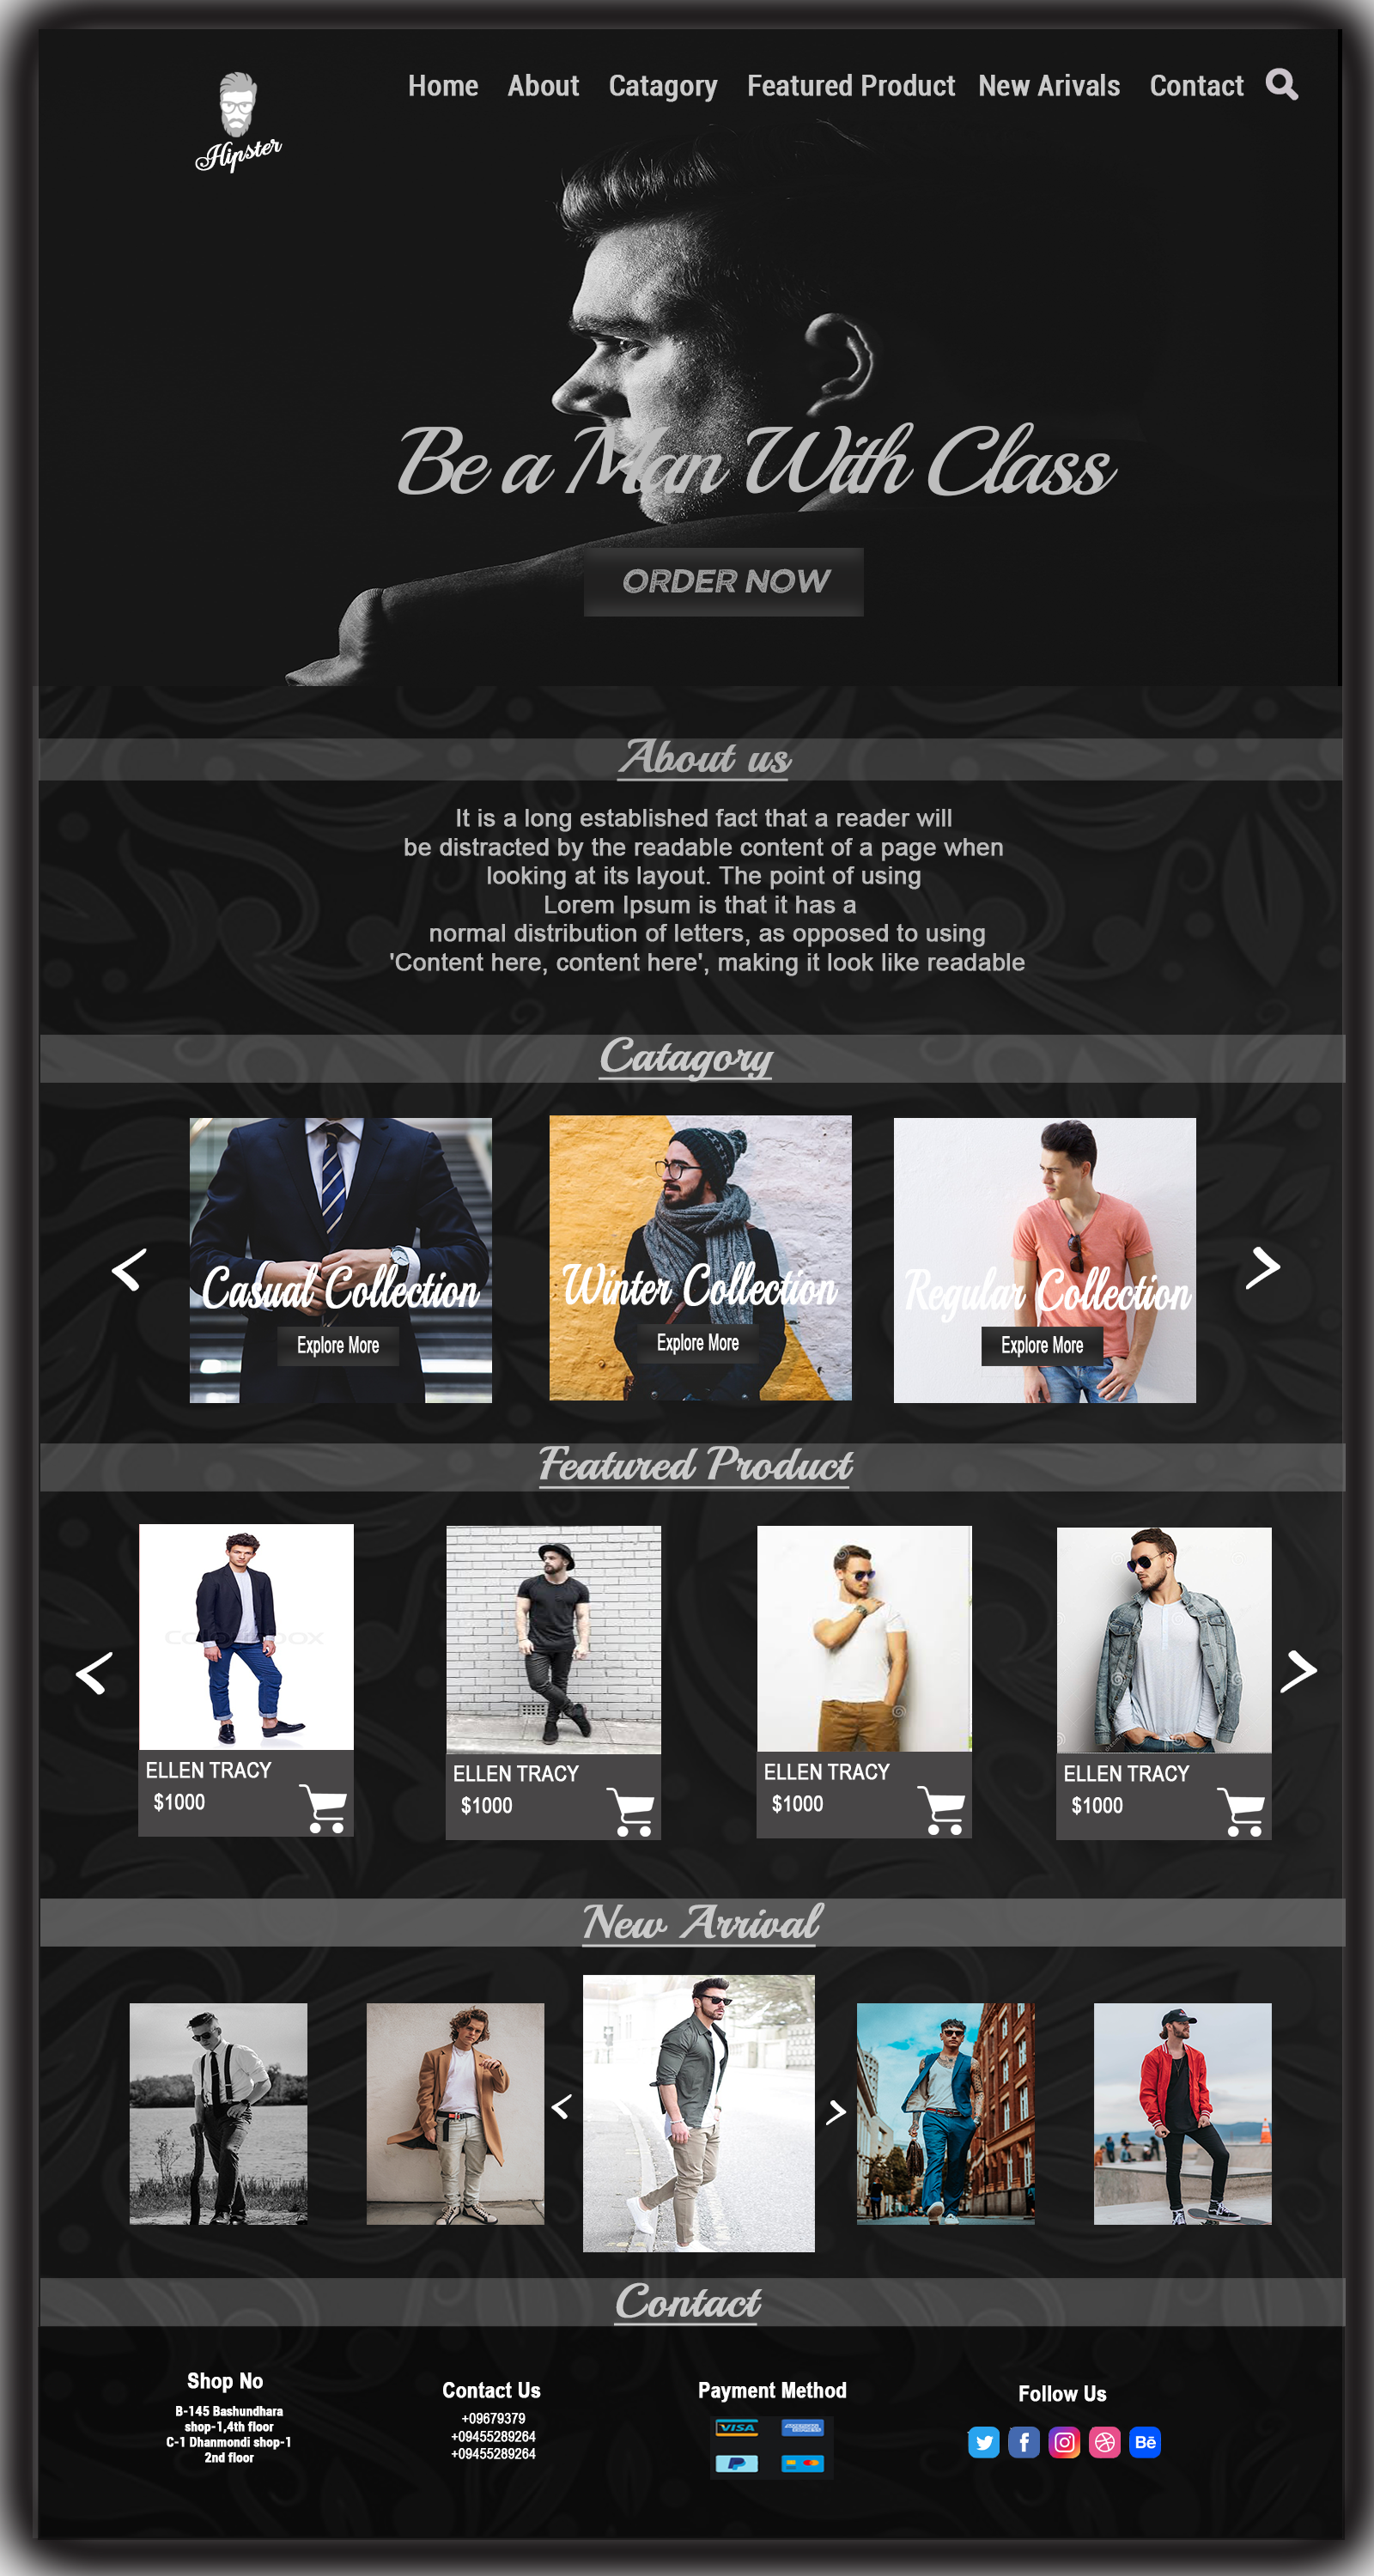 Hipster
Home About Catagory Featured Product New Arivals Contact
Be a Man With Class
ORDER NOW
About us
It is a long established fact that a reader will
be distracted by the readable content of a page when
looking at its layout. The point of using
Lorem Ipsum is that it has a
normal distribution of letters, as opposed to using
'Content here, content here', making it look like readable
Catagory
Casual Collection
Explore More
Winter Collection
Explore More
Regular Collection
Explore More
Featured Product
ELLEN TRACY
$1000
ELLEN TRACY
$1000
ELLEN TRACY
$1000
ELLEN TRACY
$1000
New Arrival
Contact
Shop No
B-145 Bashundhara
shop-1,4th floor
C-1 Dhanmondi shop-1
2nd floor
Contact Us
+09679379
+09455289264
+09455289264
Payment Method
VISA
Follow Us
Bē